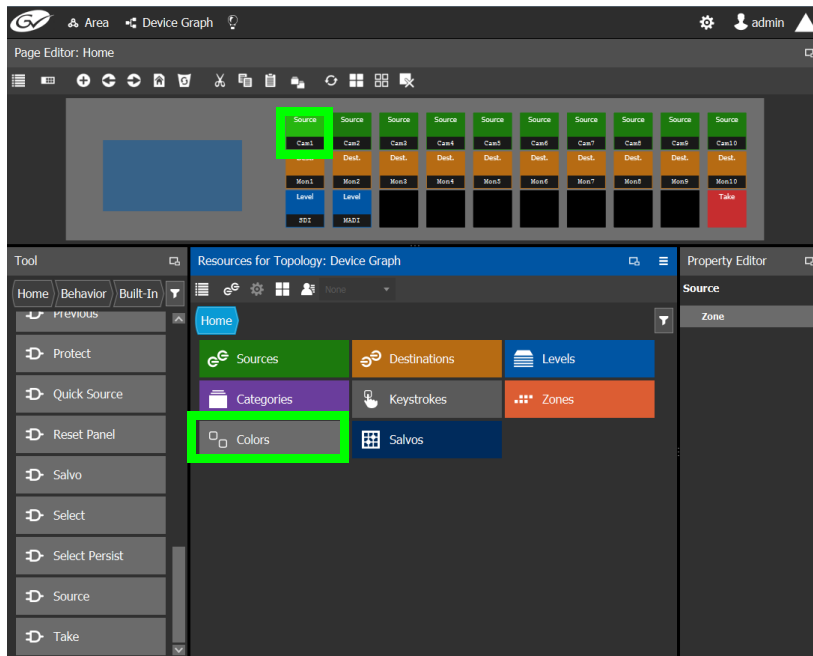 GV Area Device Graph admin
Page Editor: Home
Source Source Source Source Source Source Source Source Source Source
Cam1 Cam2 Cam3 Cam4 Cam5 Cam6 Cam7 Cam8 Cam9 Cam10
Dest. Dest. Dest. Dest. Dest. Dest. Dest. Dest. Dest. Dest.
Mon1 Mon2 Mon3 Mon4 Mon5 Mon6 Mon7 Mon8 Mon9 Mon10
Level Level Take
SDI MADI
Tool
Home Behavior Built-In
Previous
Protect
Quick Source
Reset Panel
Salvo
Select
Select Persist
Source
Take
Resources for Topology: Device Graph
None
Home
Sources Destinations Levels
Categories Keystrokes Zones
Colors Salvos
Property Editor
Source
Zone